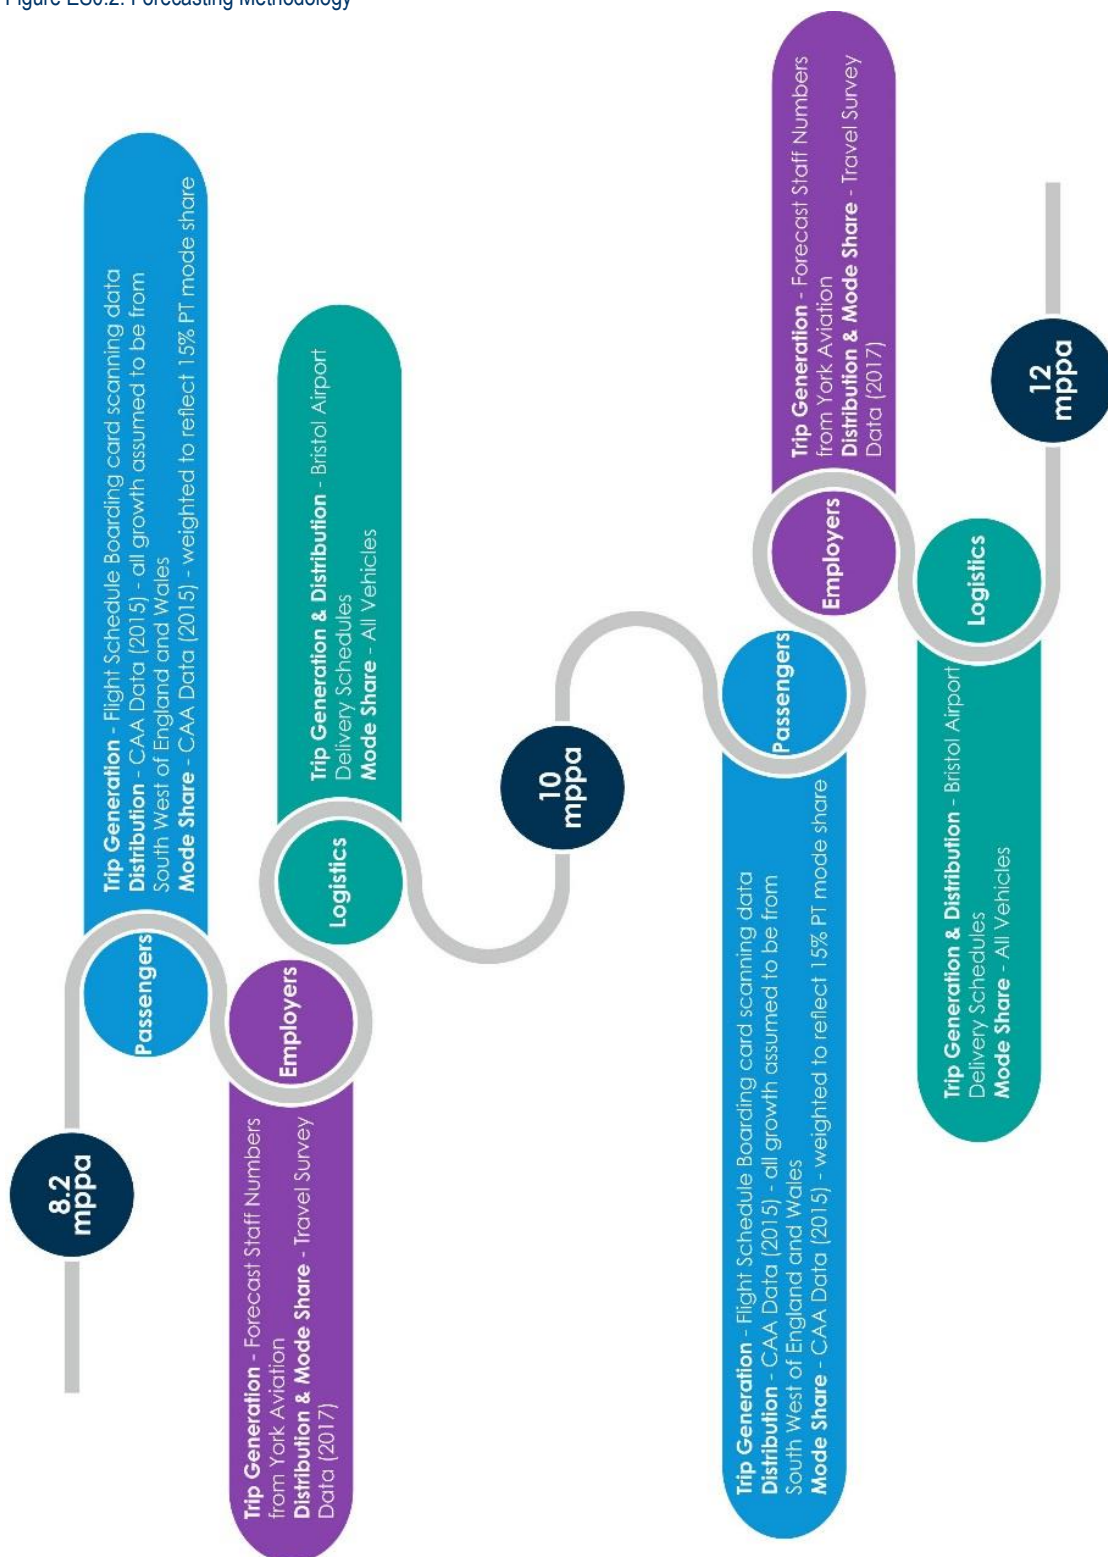 Figure ES0.2: Forecasting Methodology
8.2
mppa
Passengers
Trip Generation - Flight Schedule Boarding card scanning data
Distribution - CAA Data (2015) - all growth assumed to be from
South West of England and Wales
Mode Share - CAA Data (2015) - weighted to reflect 15% PT mode share
Employers
Trip Generation - Forecast Staff Numbers
from York Aviation
Distribution & Mode Share - Travel Survey
Data (2017)
Logistics
Trip Generation & Distribution - Bristol Airport
Delivery Schedules
Mode Share - All Vehicles
10
mppa
Passengers
Trip Generation - Flight Schedule Boarding card scanning data
Distribution - CAA Data (2015) - all growth assumed to be from
South West of England and Wales
Mode Share - CAA Data (2015) - weighted to reflect 15% PT mode share
Employers
Trip Generation - Forecast Staff Numbers
from York Aviation
Distribution & Mode Share - Travel Survey
Data (2017)
Logistics
Trip Generation & Distribution - Bristol Airport
Delivery Schedules
Mode Share - All Vehicles
12
mppa